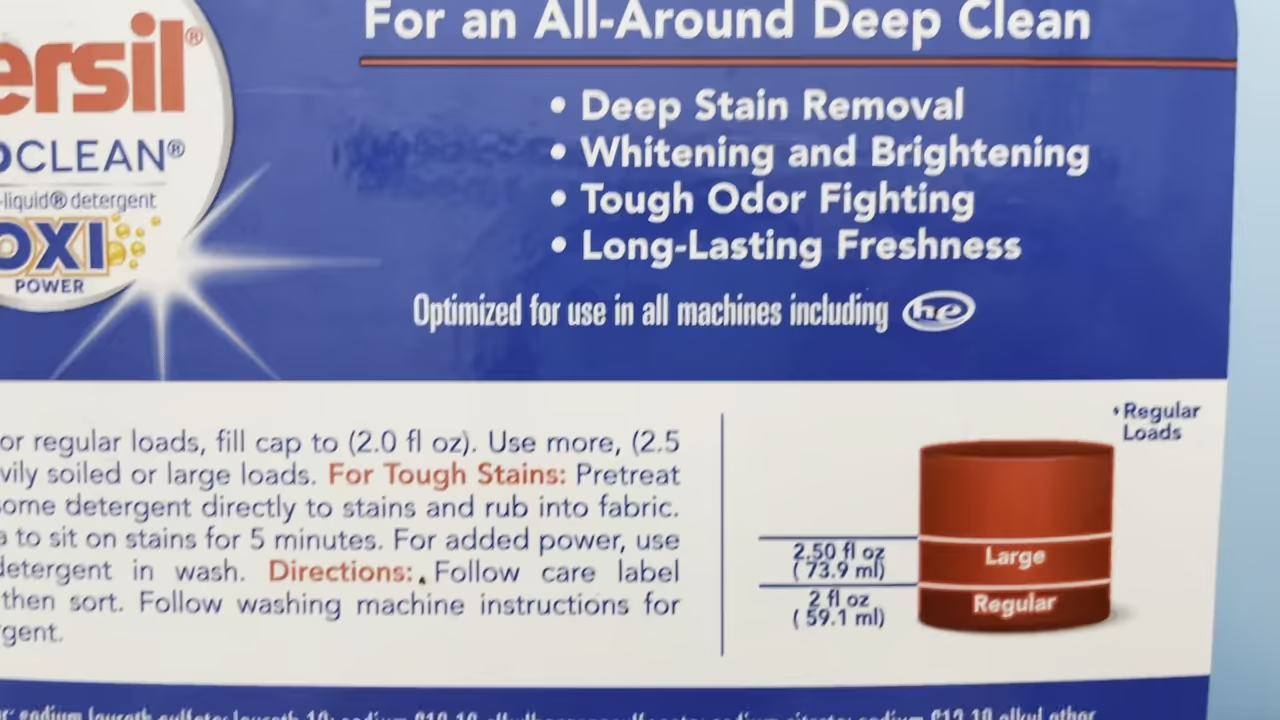 ersil®
CLEAN®
-liquid® detergent
OXI
POWER
For an All-Around Deep Clean
• Deep Stain Removal
• Whitening and Brightening
• Tough Odor Fighting
• Long-Lasting Freshness
Optimized for use in all machines including he
or regular loads, fill cap to (2.0 fl oz). Use more, (2.5
vily soiled or large loads. For Tough Stains: Pretreat
some detergent directly to stains and rub into fabric.
a to sit on stains for 5 minutes. For added power, use
detergent in wash. Directions: Follow care label
then sort. Follow washing machine instructions for
gent.
• Regular
Loads
2.50 fl oz
( 73.9 ml)
Large
2 fl oz
( 59.1 ml)
Regular